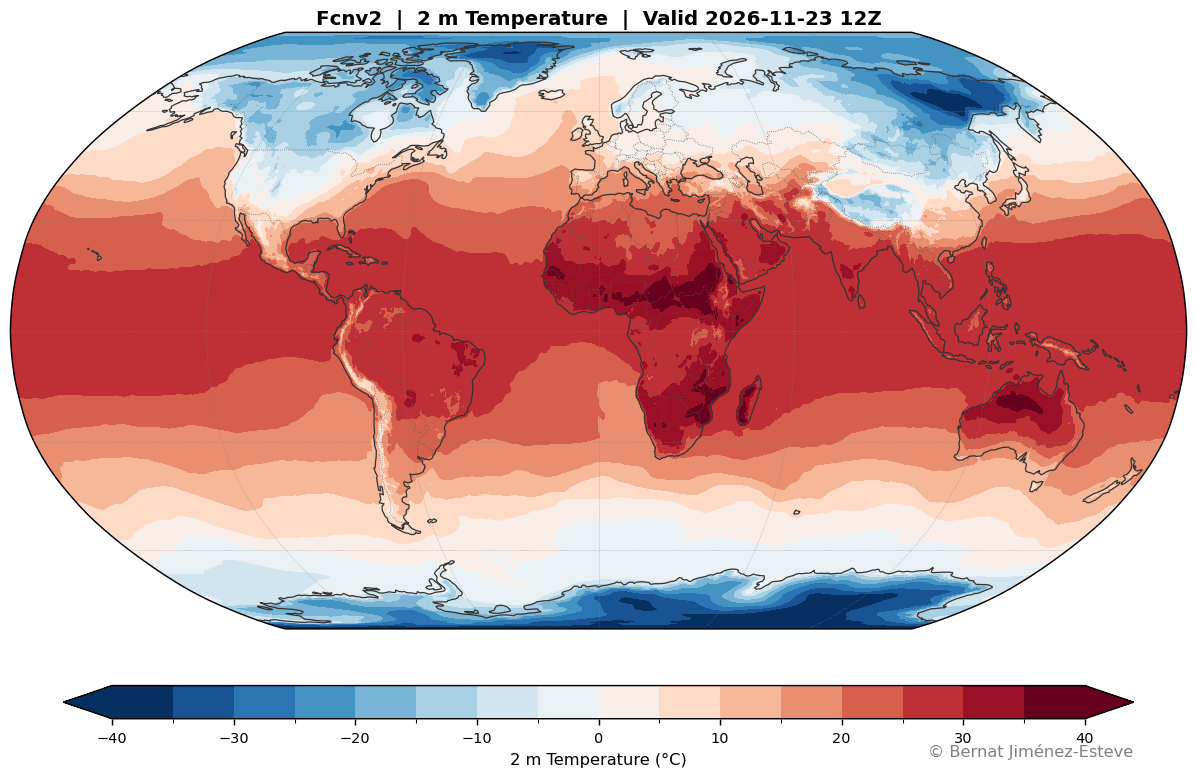 Fcnv2 | 2 m Temperature | Valid 2026-11-23 12Z
−40 −30 −20 −10 0 10 20 30 40
2 m Temperature (°C)
© Bernat Jiménez-Esteve